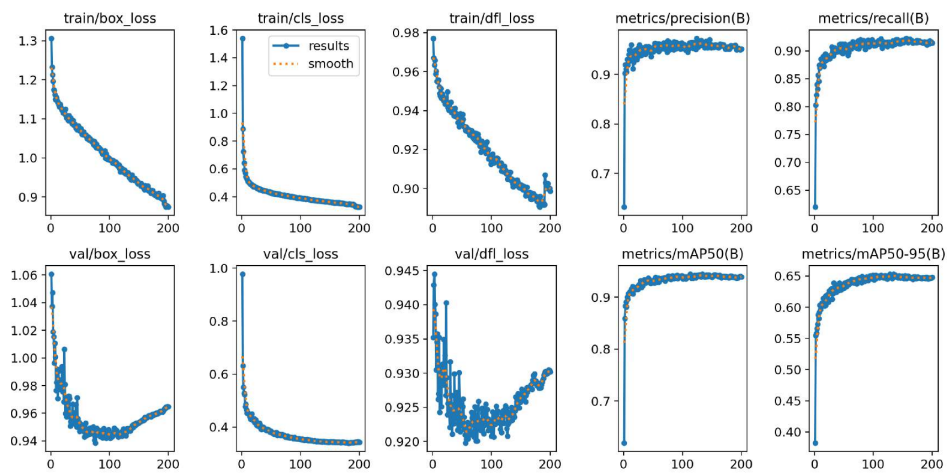 train/box_loss
1.3
1.2
1.1
1.0
0.9
0 100 200
train/cls_loss
1.6
1.4
1.2
1.0
0.8
0.6
0.4
results
smooth
0 100 200
train/dfl_loss
0.98
0.96
0.94
0.92
0.90
0 100 200
metrics/precision(B)
0.9
0.8
0.7
0 100 200
metrics/recall(B)
0.90
0.85
0.80
0.75
0.70
0.65
0 100 200
val/box_loss
1.06
1.04
1.02
1.00
0.98
0.96
0.94
0 100 200
val/cls_loss
1.0
0.8
0.6
0.4
0 100 200
val/dfl_loss
0.945
0.940
0.935
0.930
0.925
0.920
0 100 200
metrics/mAP50(B)
0.9
0.8
0.7
0 100 200
metrics/mAP50-95(B)
0.65
0.60
0.55
0.50
0.45
0.40
0 100 200